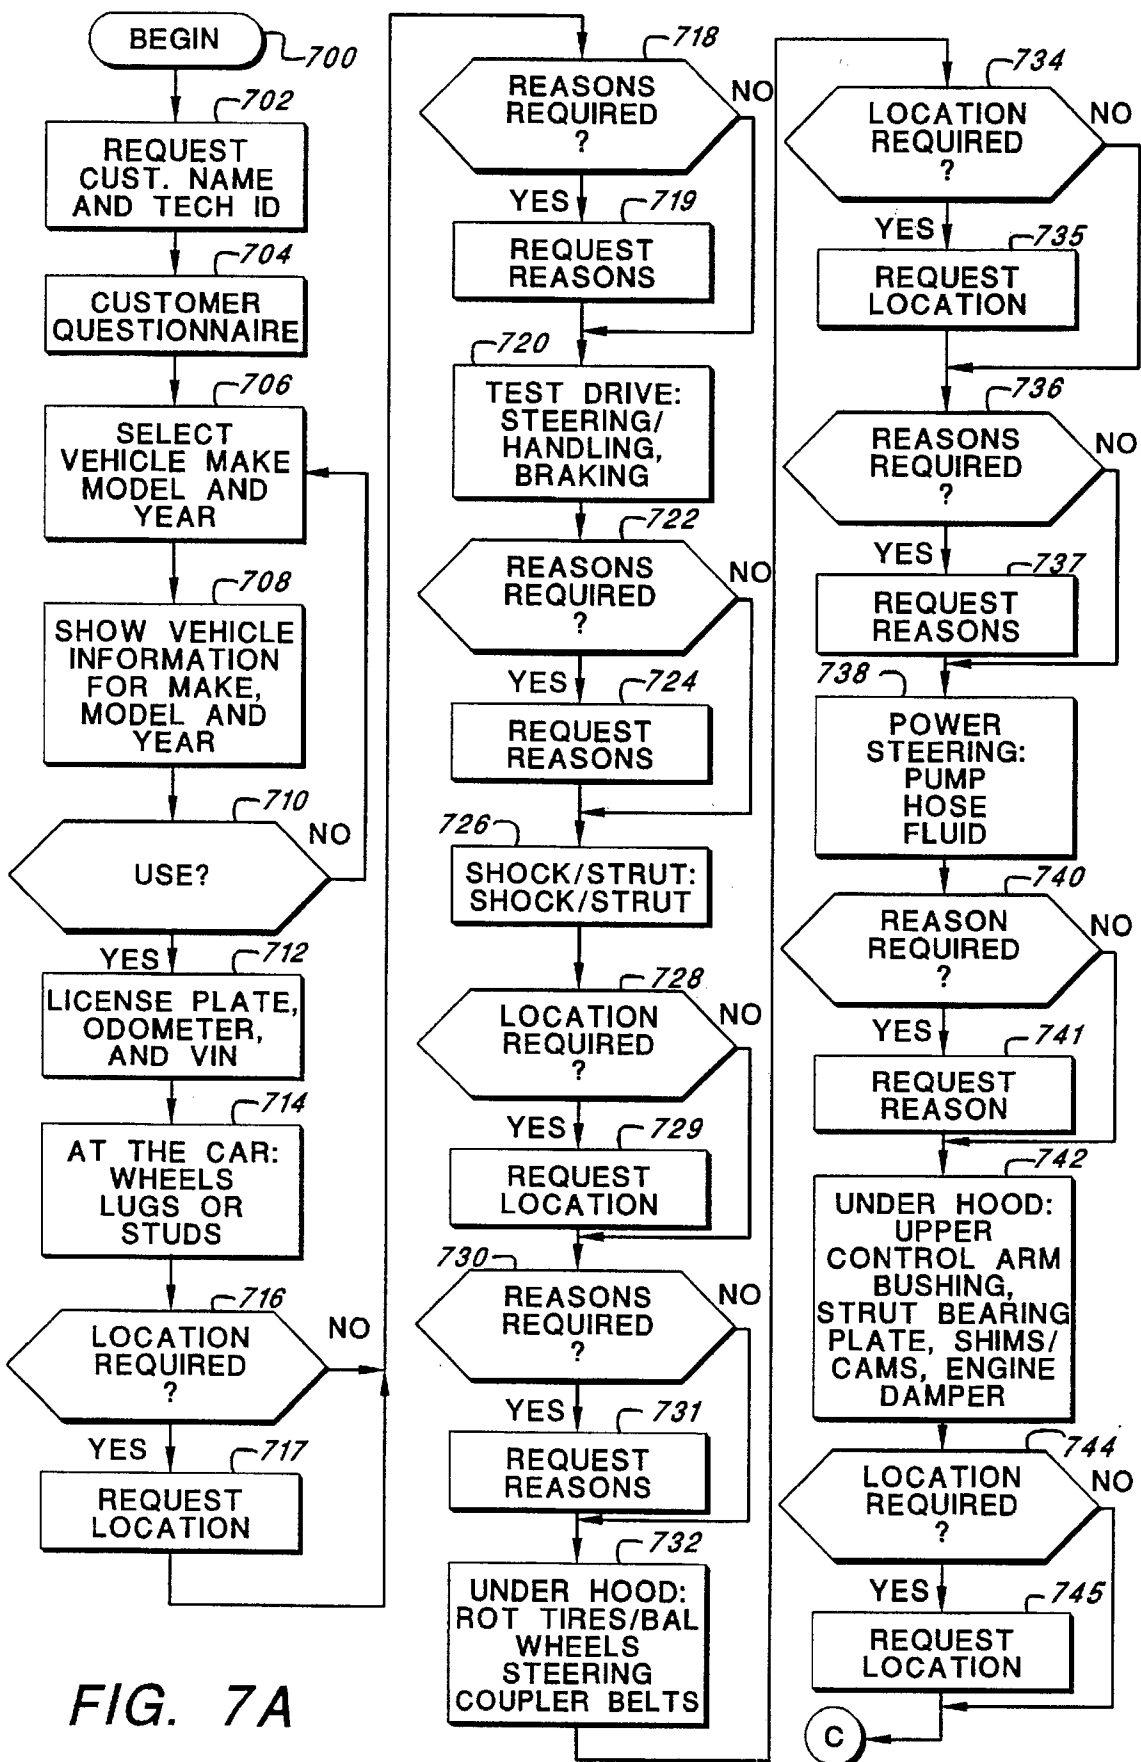 BEGIN
700
702
REQUEST
CUST. NAME
AND TECH ID
704
CUSTOMER
QUESTIONNAIRE
706
SELECT
VEHICLE MAKE
MODEL AND
YEAR
708
SHOW VEHICLE
INFORMATION
FOR MAKE,
MODEL AND
YEAR
710
NO
USE?
YES
712
LICENSE PLATE,
ODOMETER,
AND VIN
714
AT THE CAR:
WHEELS
LUGS OR
STUDS
716
NO
LOCATION
REQUIRED
?
YES
717
REQUEST
LOCATION
FIG. 7A
718
REASONS
REQUIRED
?
NO
YES
719
REQUEST
REASONS
720
TEST DRIVE:
STEERING/
HANDLING,
BRAKING
722
REASONS
REQUIRED
?
NO
YES
724
REQUEST
REASONS
726
SHOCK/STRUT:
SHOCK/STRUT
728
LOCATION
REQUIRED
?
NO
YES
729
REQUEST
LOCATION
730
REASONS
REQUIRED
?
NO
YES
731
REQUEST
REASONS
732
UNDER HOOD:
ROT TIRES/BAL
WHEELS
STEERING
COUPLER BELTS
734
LOCATION
REQUIRED
?
NO
YES
735
REQUEST
LOCATION
736
REASONS
REQUIRED
?
NO
YES
737
REQUEST
REASONS
738
POWER
STEERING:
PUMP
HOSE
FLUID
740
REASON
REQUIRED
?
NO
YES
741
REQUEST
REASON
742
UNDER HOOD:
UPPER
CONTROL ARM
BUSHING,
STRUT BEARING
PLATE, SHIMS/
CAMS, ENGINE
DAMPER
744
LOCATION
REQUIRED
?
NO
YES
745
REQUEST
LOCATION
C